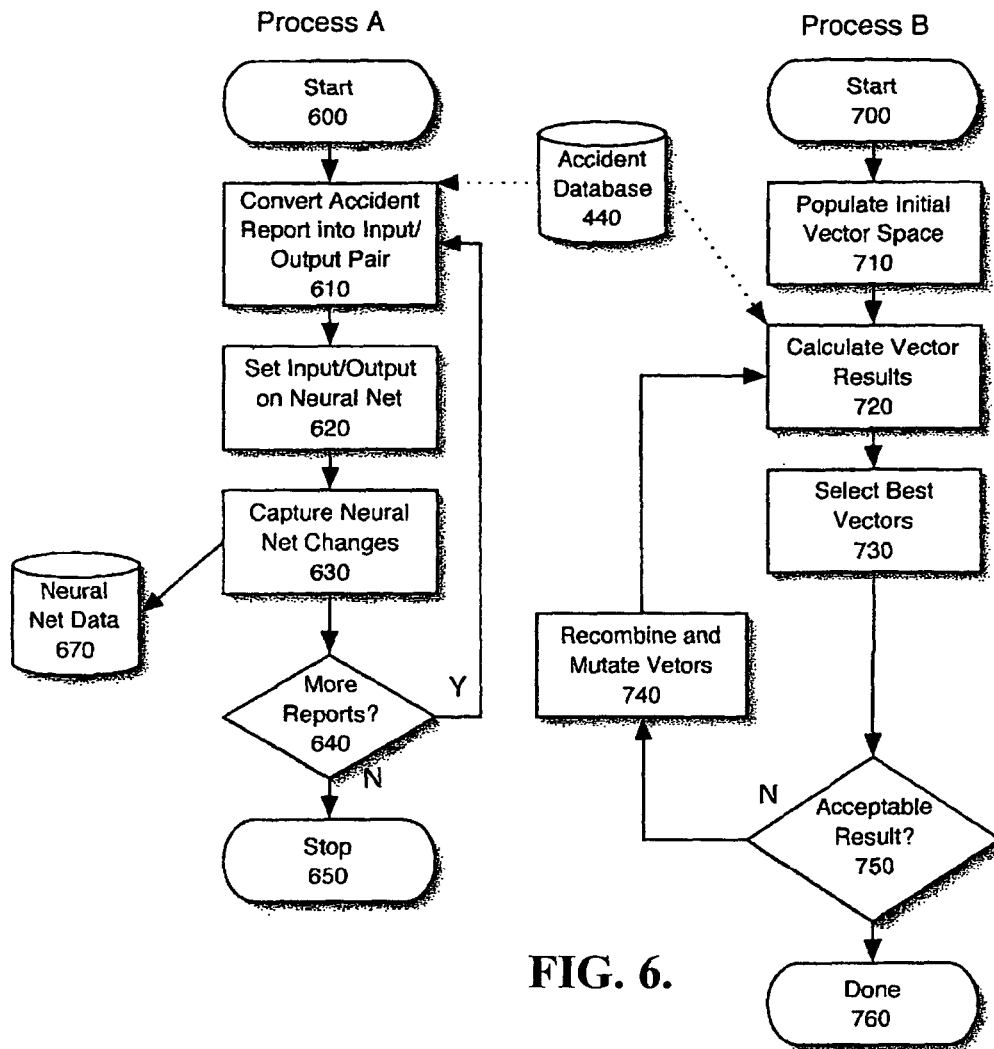 Process A
Start
600
Convert Accident
Report into Input/
Output Pair
610
Set Input/Output
on Neural Net
620
Capture Neural
Net Changes
630
Neural
Net Data
670
More
Reports?
640
Y
N
Stop
650
Accident
Database
440
Process B
Start
700
Populate Initial
Vector Space
710
Calculate Vector
Results
720
Select Best
Vectors
730
Recombine and
Mutate Vetors
740
N
Acceptable
Result?
750
Done
760
FIG. 6.